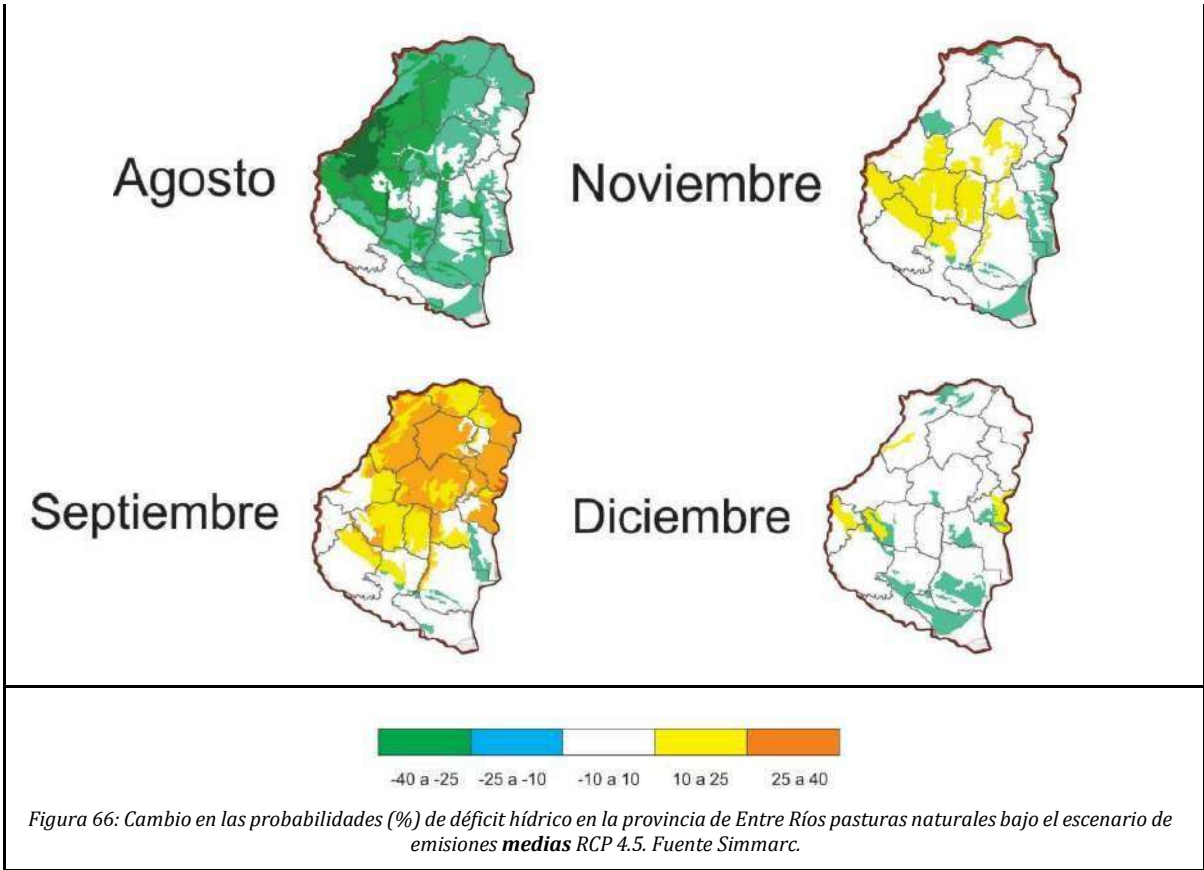 Agosto
Noviembre
Septiembre
Diciembre
-40 a -25 -25 a -10 -10 a 10 10 a 25 25 a 40
Figura 66: Cambio en las probabilidades (%) de déficit hídrico en la provincia de Entre Ríos pasturas naturales bajo el escenario de
emisiones medias RCP 4.5. Fuente Simmarc.